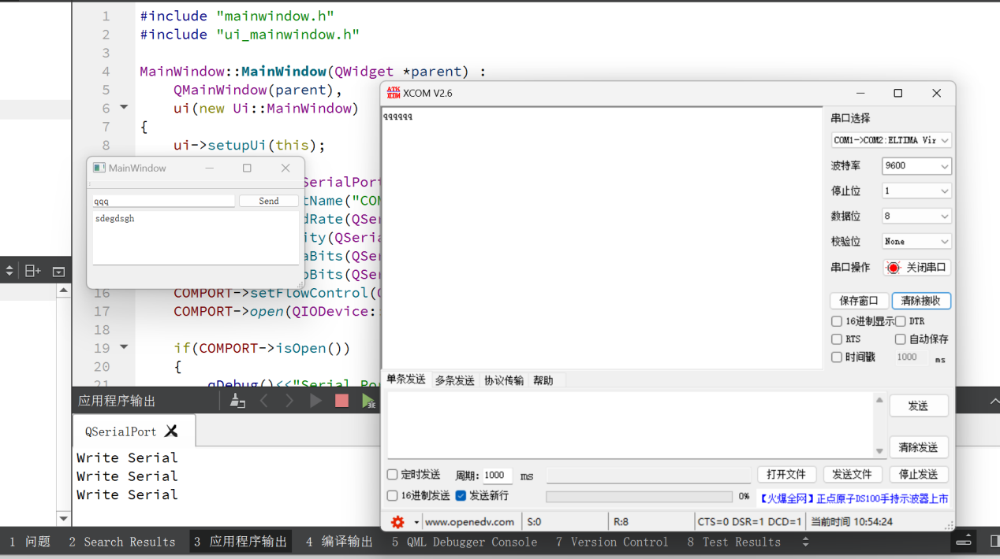 1 #include "mainwindow.h"
2 #include "ui_mainwindow.h"
3
4 MainWindow::MainWindow(QWidget *parent) :
5 QMainWindow(parent),
6 ui(new Ui::MainWindow)
7 {
8 ui->setupUi(this);
SerialPor
tName("COM
dRate(QSer
ity(QSeria
aBits(QSer
Bits(QSer
16 COMPORT->setFlowControl(
17 COMPORT->open(QIODevice:
18
19 if(COMPORT->isOpen())
20 {
21 qDebug()<<"Serial Por
MainWindow
qqq
Send
sdegdsgh
应用程序输出
QSerialPort
Write Serial
Write Serial
Write Serial
XCOM V2.6
qqqqqq
串口选择
COM1->COM2:ELTIMA Vir
波特率 9600
停止位 1
数据位 8
校验位 None
串口操作 关闭串口
保存窗口 清除接收
16进制显示 DTR
RTS 自动保存
时间戳 1000 ms
单条发送 多条发送 协议传输 帮助
发送
清除发送
定时发送 周期: 1000 ms 打开文件 发送文件 停止发送
16进制发送 发送新行 0% 【火爆全网】正点原子DS100手持示波器上市
www.openedv.com S:0 R:8 CTS=0 DSR=1 DCD=1 当前时间 10:54:24
1 问题 2 Search Results 3 应用程序输出 4 编译输出 5 QML Debugger Console 7 Version Control 8 Test Results